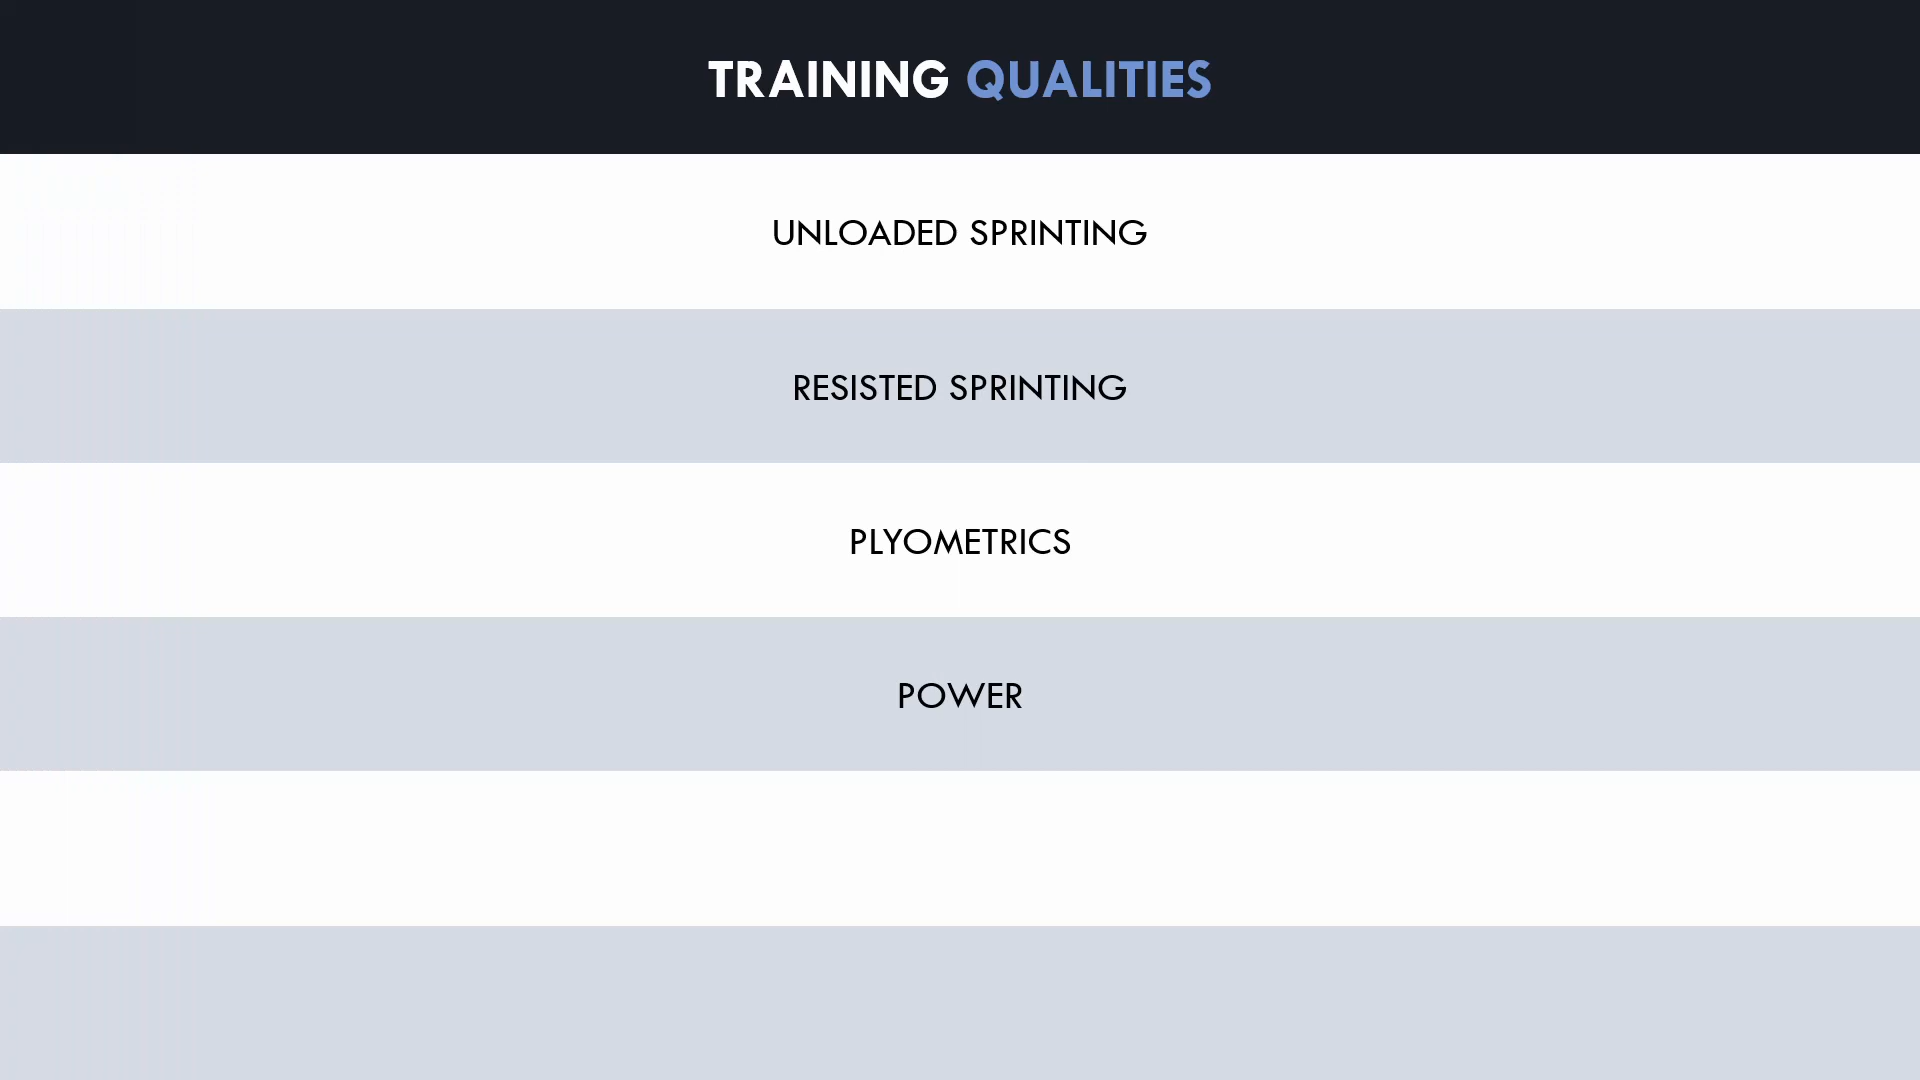 TRAINING QUALITIES
UNLOADED SPRINTING
RESISTED SPRINTING
PLYOMETRICS
POWER